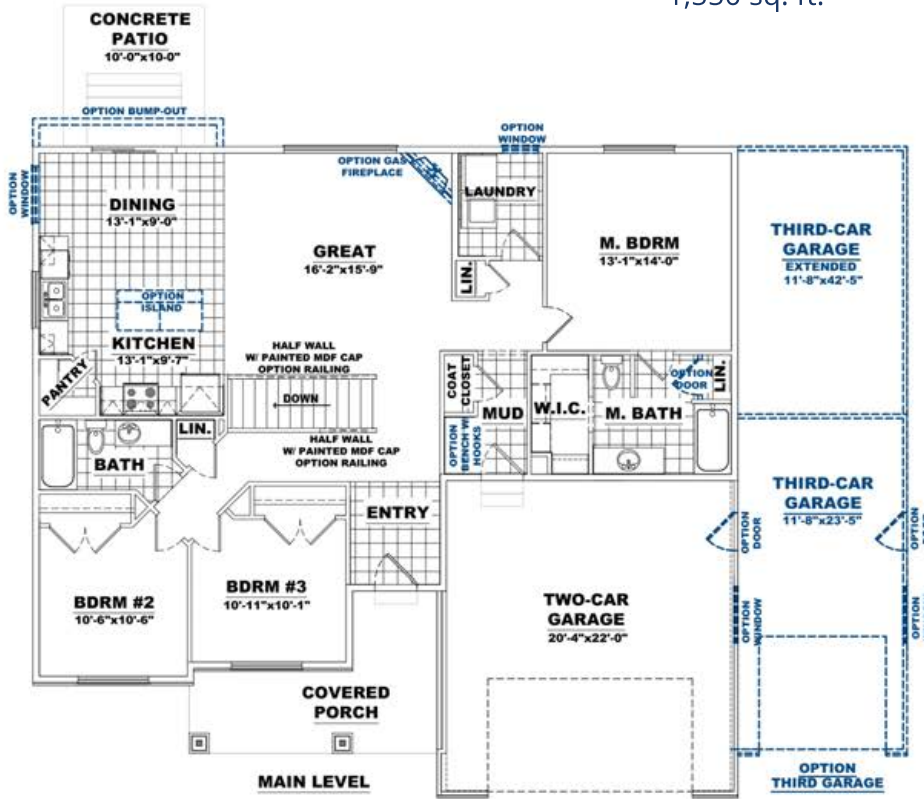 1,550 sq. ft.
CONCRETE
PATIO
10'-0"x10-0"
OPTION BUMP-OUT
OPTION
WINDOW
OPTION
WINDOW
DINING
13'-1"x9'-0"
OPTION GAS
FIREPLACE
LAUNDRY
GREAT
16'-2"x15'-9"
LIN.
M. BDRM
13'-1"x14'-0"
THIRD-CAR
GARAGE
EXTENDED
11'-8"x42'-5"
OPTION
ISLAND
KITCHEN
13'-1"x9'-7"
PANTRY
HALF WALL
W/ PAINTED MDF CAP
OPTION RAILING
DOWN
HALF WALL
W/ PAINTED MDF CAP
OPTION RAILING
COAT
CLOSET
MUD
OPTION
BENCH W/
HOOKS
W.I.C.
M. BATH
OPTION
DOOR
LIN.
LIN.
BATH
ENTRY
THIRD-CAR
GARAGE
11'-8"x23'-5"
OPTION
DOOR
OPTION
BDRM #2
10'-6"x10'-6"
BDRM #3
10'-11"x10'-1"
TWO-CAR
GARAGE
20'-4"x22'-0"
OPTION
WINDOW
OPTION
COVERED
PORCH
MAIN LEVEL
OPTION
THIRD GARAGE